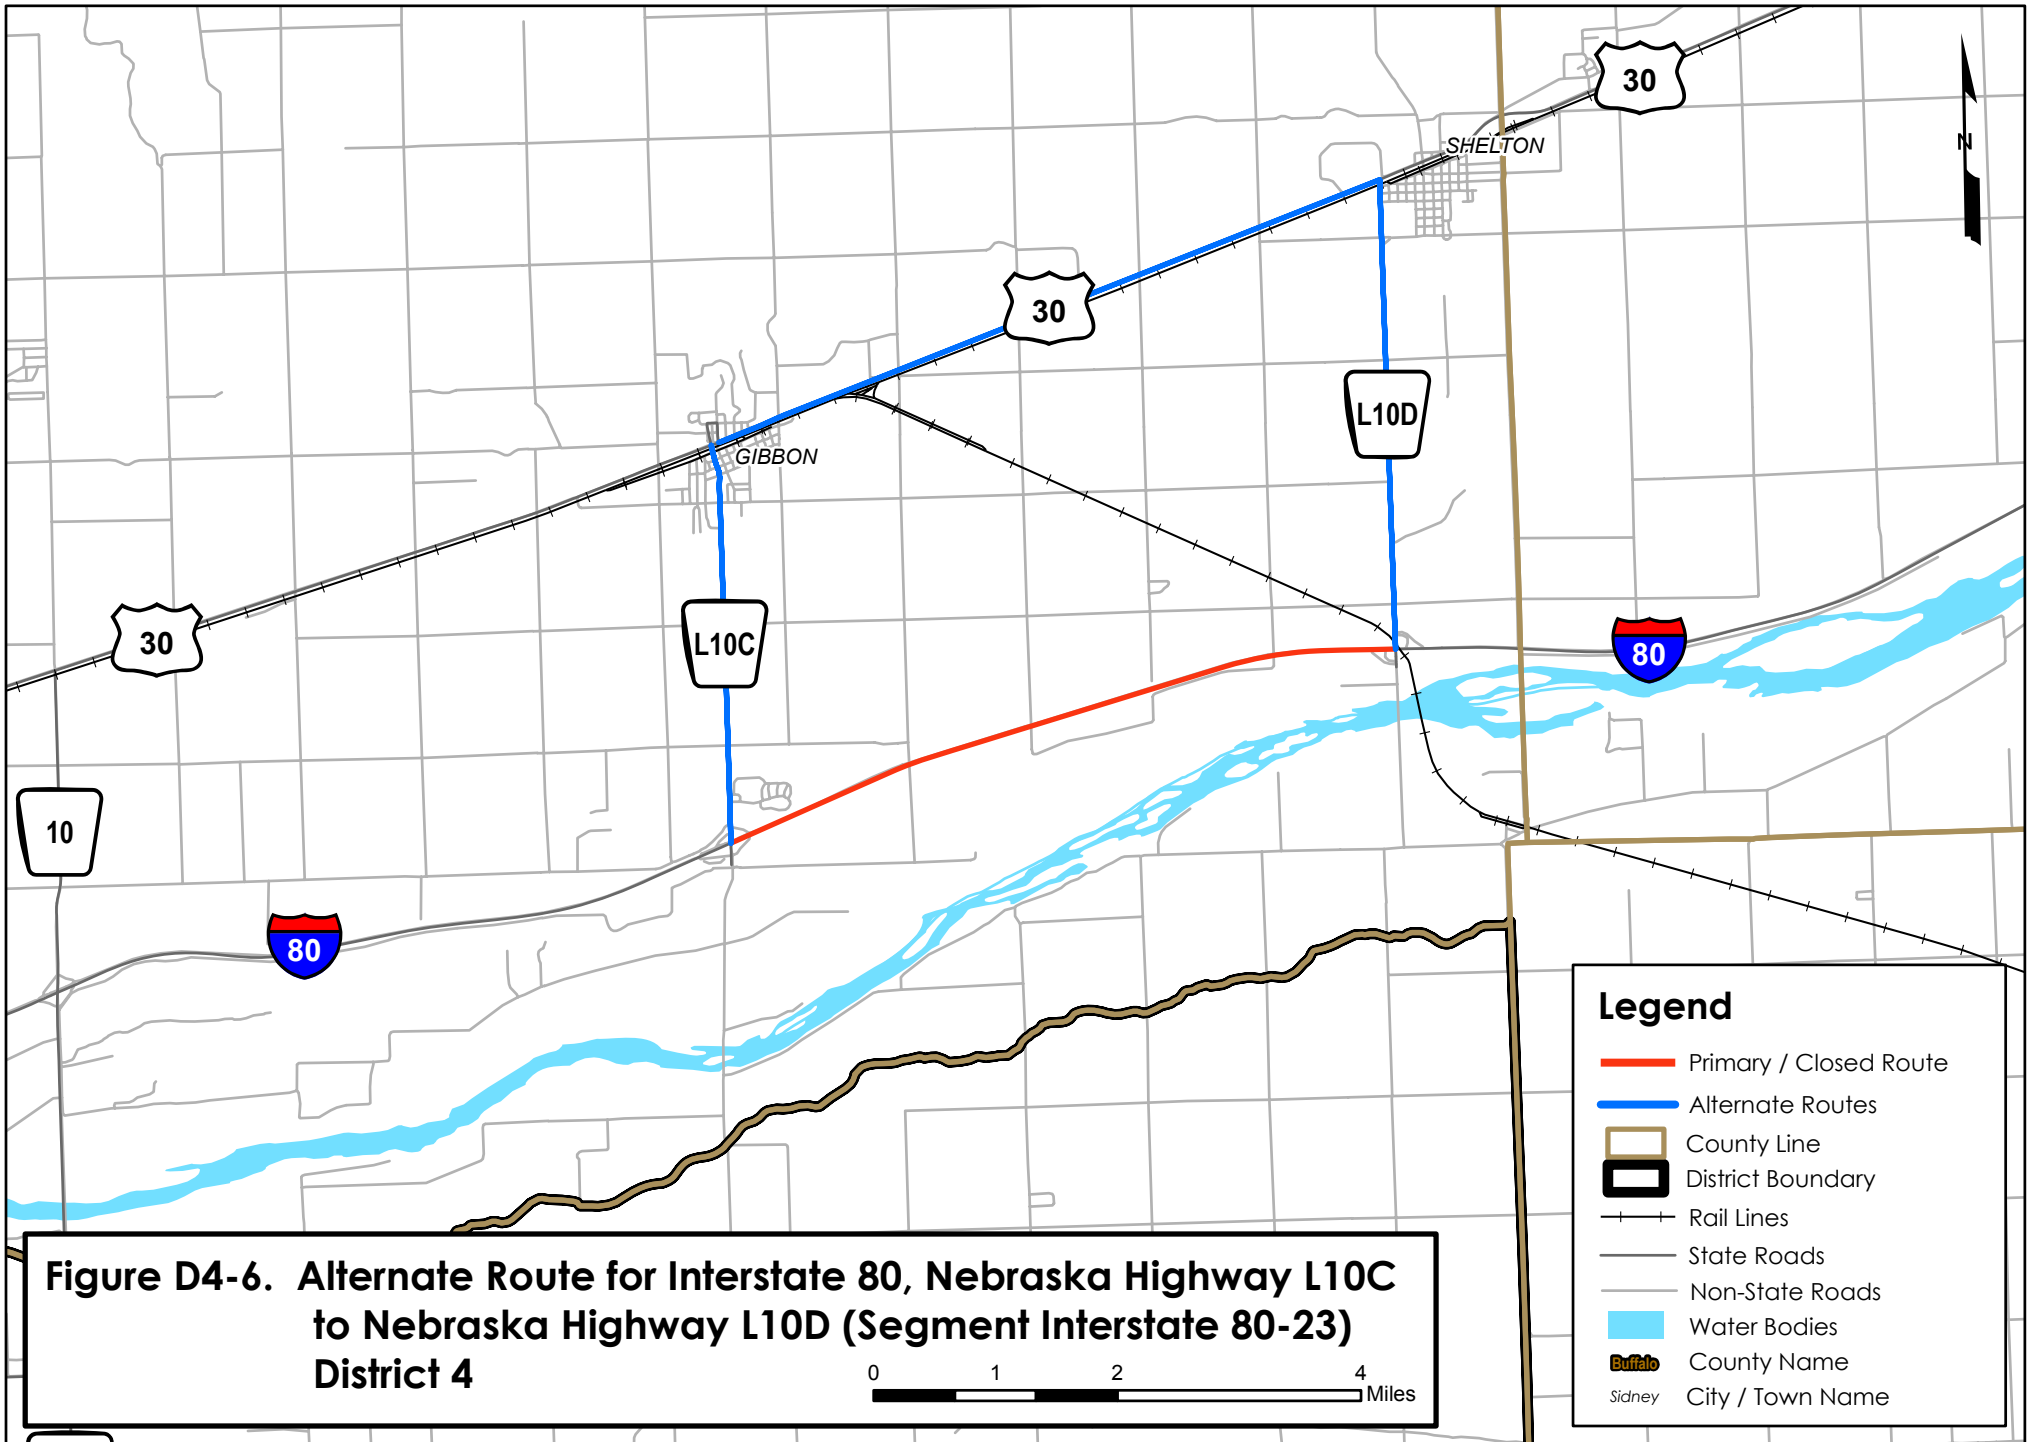 30
SHELTON
N
30
L10D
GIBBON
30
L10C
80
10
80
Legend
Primary / Closed Route
Alternate Routes
County Line
District Boundary
Rail Lines
State Roads
Non-State Roads
Water Bodies
Buffalo County Name
Sidney City / Town Name
Figure D4-6. Alternate Route for Interstate 80, Nebraska Highway L10C
to Nebraska Highway L10D (Segment Interstate 80-23)
District 4
0 1 2 4
Miles